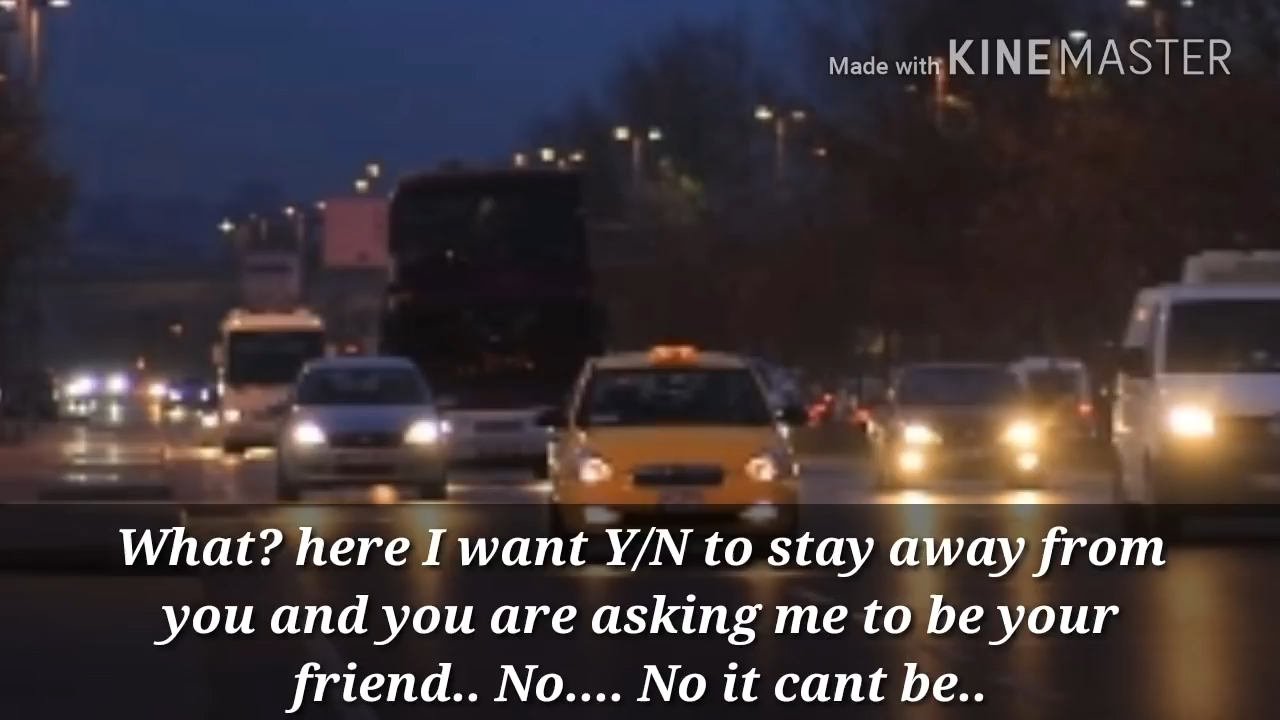 Made with KINEMASTER
What? here I want Y/N to stay away from
you and you are asking me to be your
friend.. No.... No it cant be..